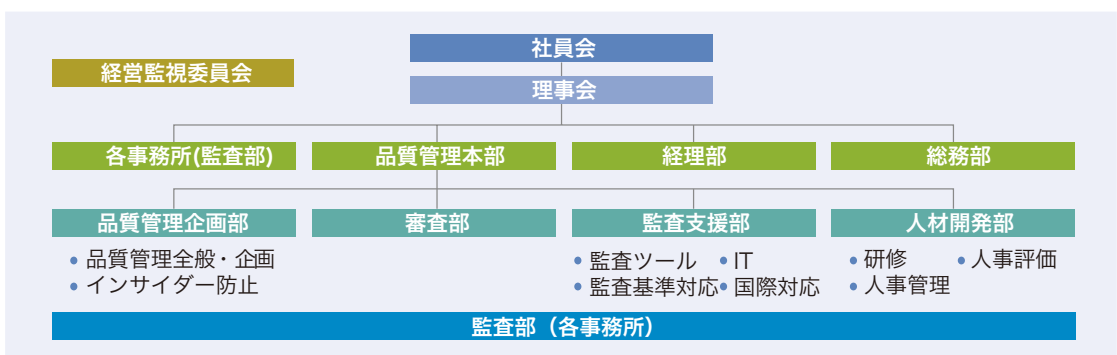 社員会
経営監視委員会
理事会
各事務所(監査部) 品質管理本部 経理部 総務部
品質管理企画部 審査部 監査支援部 人材開発部
• 品質管理全般・企画 • 監査ツール • IT • 研修 • 人事評価
• インサイダー防止 • 監査基準対応 • 国際対応 • 人事管理
監査部（各事務所）